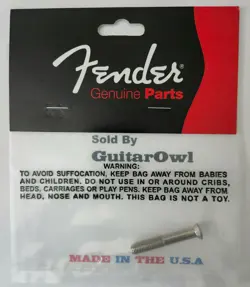 Fender
Genuine Parts
Sold By
GuitarOwl
WARNING:
TO AVOID SUFFOCATION, KEEP BAG AWAY FROM BABIES
AND CHILDREN. DO NOT USE IN OR AROUND CRIBS,
BEDS, CARRIAGES OR PLAY PENS. KEEP BAG AWAY FROM
HEAD, NOSE AND MOUTH. THIS BAG IS NOT A TOY.
MADE IN THE U.S.A